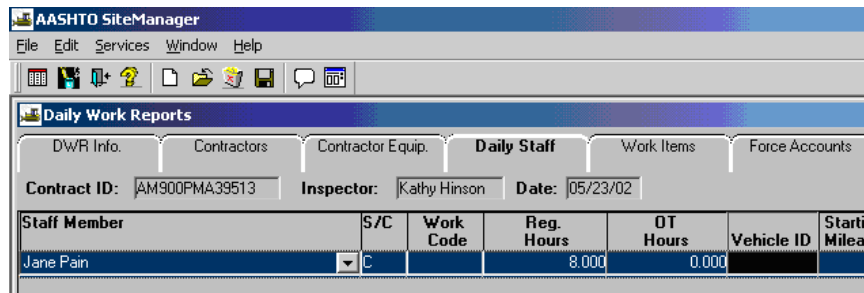 AASHTO SiteManager
File Edit Services Window Help
Daily Work Reports
DWR Info. Contractors Contractor Equip. Daily Staff Work Items Force Accounts
Contract ID: AM900PMA39513 Inspector: Kathy Hinson Date: 05/23/02
Staff Member S/C Work Code Reg. Hours OT Hours Vehicle ID Starti Milea
Jane Pain C 8.000 0.000